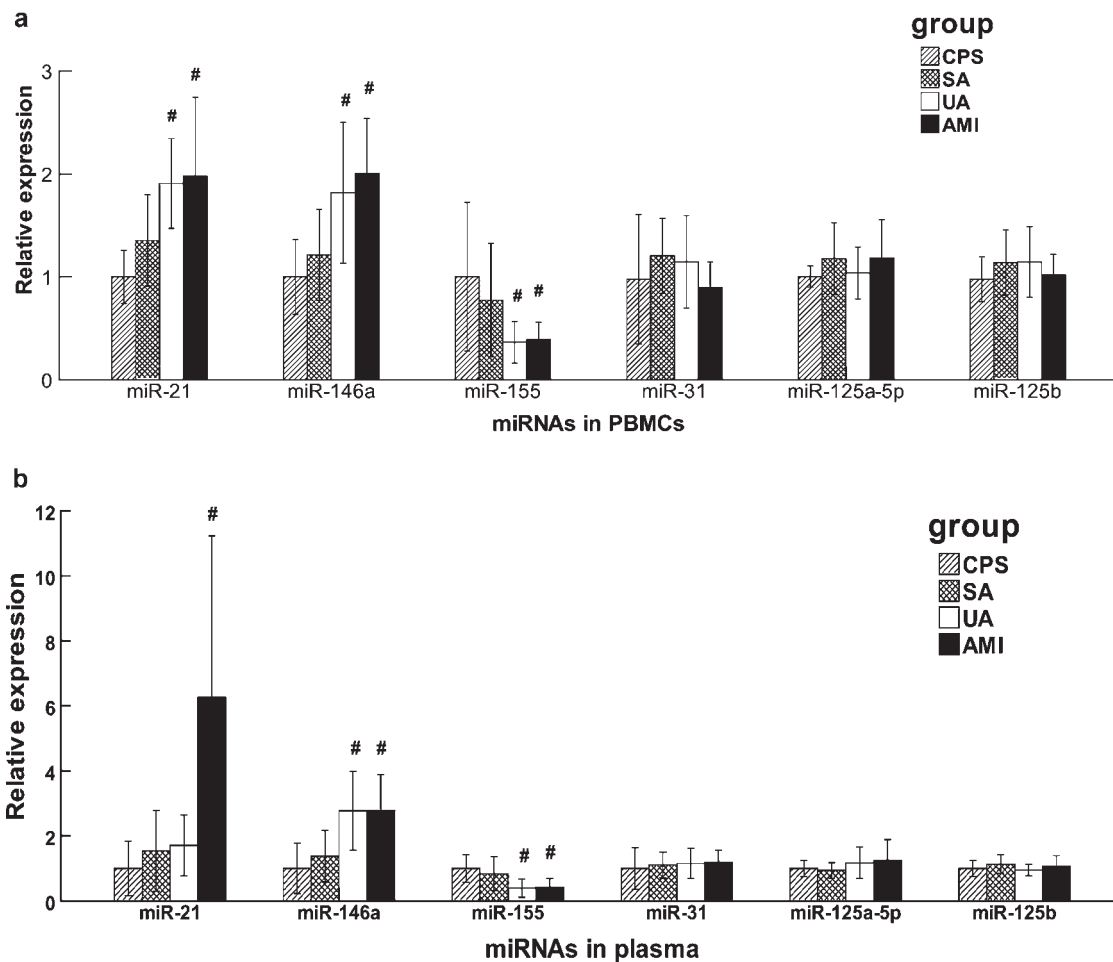 a
group
CPS
SA
UA
AMI
Relative expression
3
2
1
0
# # # # # #
miR-21 miR-146a miR-155 miR-31 miR-125a-5p miR-125b
miRNAs in PBMCs
b
group
CPS
SA
UA
AMI
Relative expression
12
10
8
6
4
2
0
# # # # #
miR-21 miR-146a miR-155 miR-31 miR-125a-5p miR-125b
miRNAs in plasma